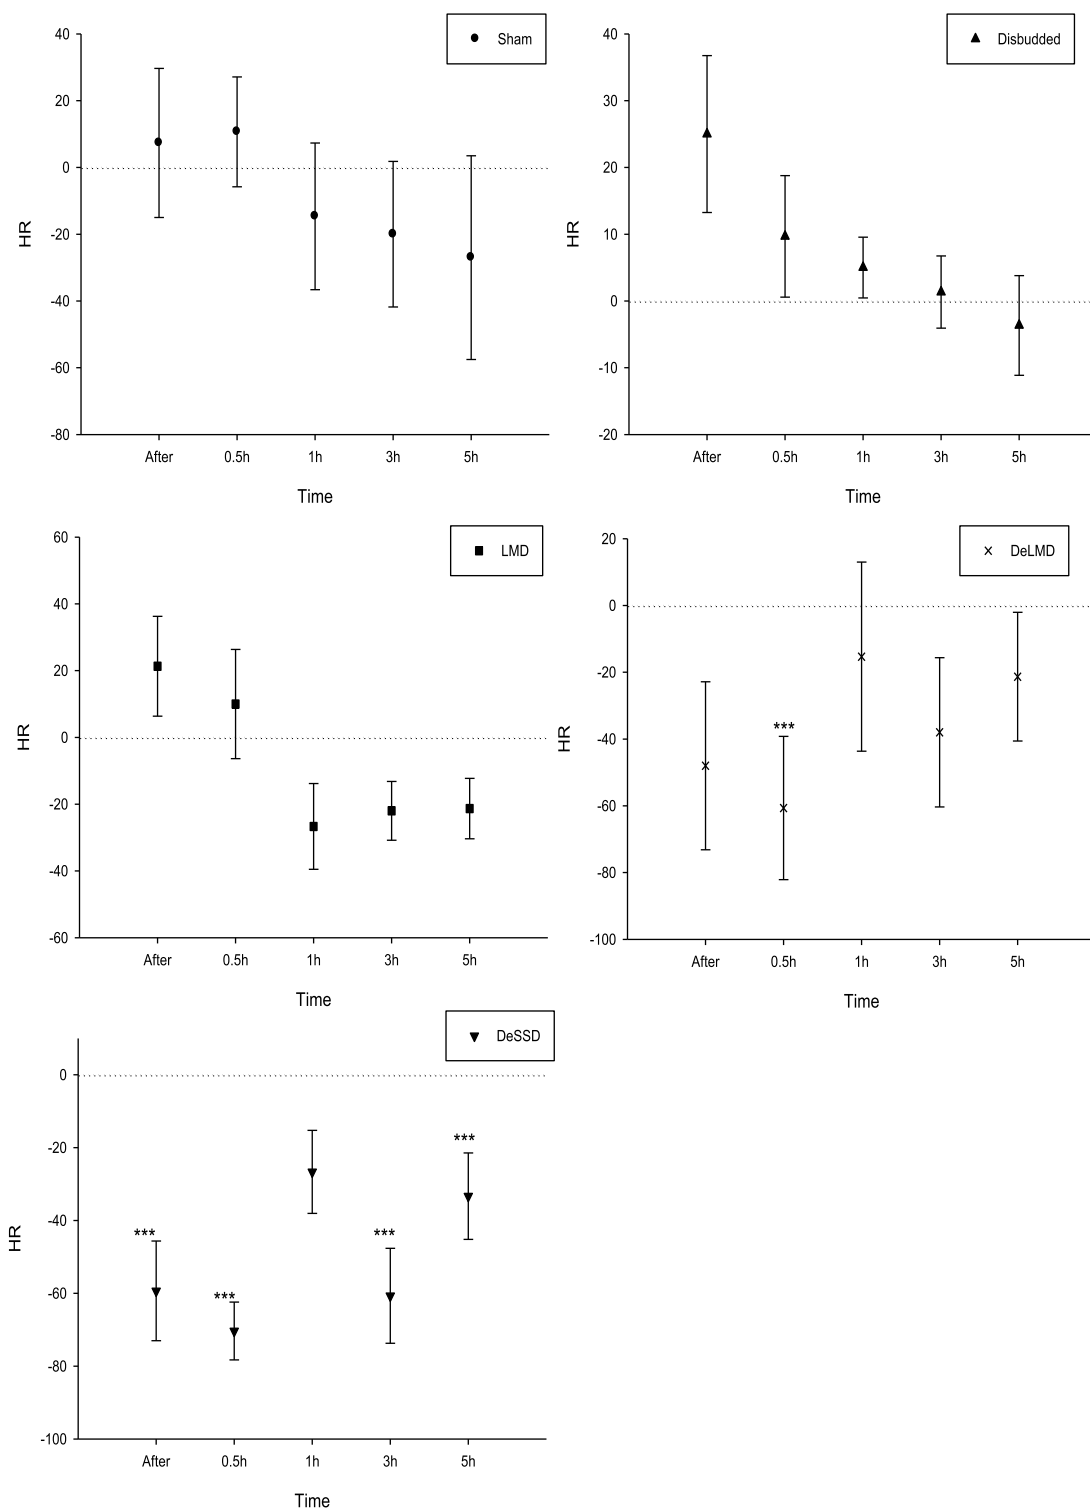 Sham
40
20
0
-20
-40
-60
-80
HR
After 0.5h 1h 3h 5h
Time
Disbudded
40
30
20
10
0
-10
-20
HR
After 0.5h 1h 3h 5h
Time
LMD
60
40
20
0
-20
-40
-60
HR
After 0.5h 1h 3h 5h
Time
DeLMD
20
0
-20
-40
-60
-80
-100
HR
***
After 0.5h 1h 3h 5h
Time
DeSSD
0
-20
-40
-60
-80
-100
HR
*** *** *** ***
After 0.5h 1h 3h 5h
Time